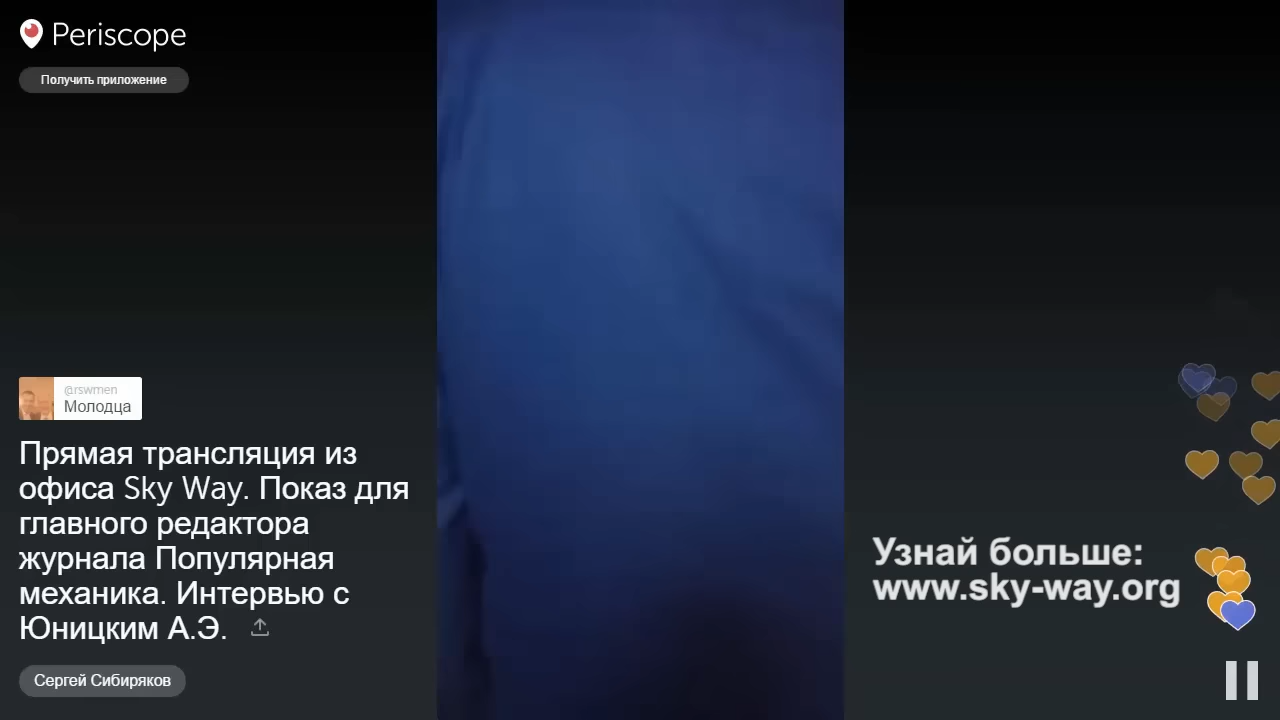 Periscope
Получить приложение
@rswmen
Молодца
Прямая трансляция из
офиса Sky Way. Показ для
главного редактора
журнала Популярная
механика. Интервью с
Юницким А.Э.
Сергей Сибиряков
Узнай больше:
www.sky-way.org